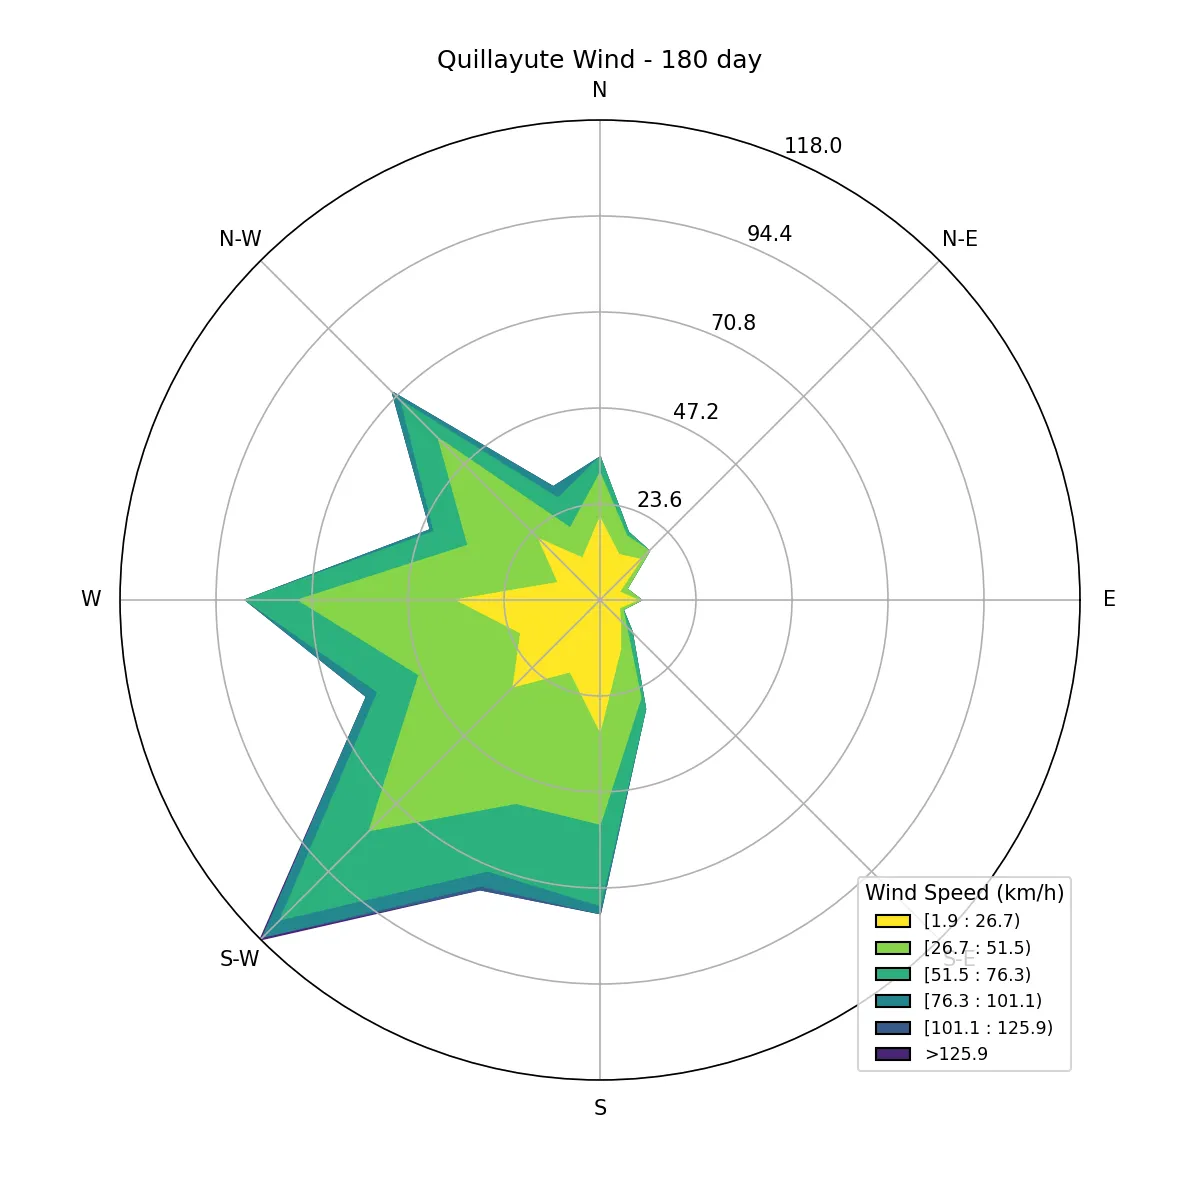 Quillayute Wind - 180 day
N
118.0
94.4
N-W
N-E
70.8
47.2
23.6
W
E
Wind Speed (km/h)
[1.9 : 26.7)
[26.7 : 51.5)
S-W
S-E
[51.5 : 76.3)
[76.3 : 101.1)
[101.1 : 125.9)
>125.9
S